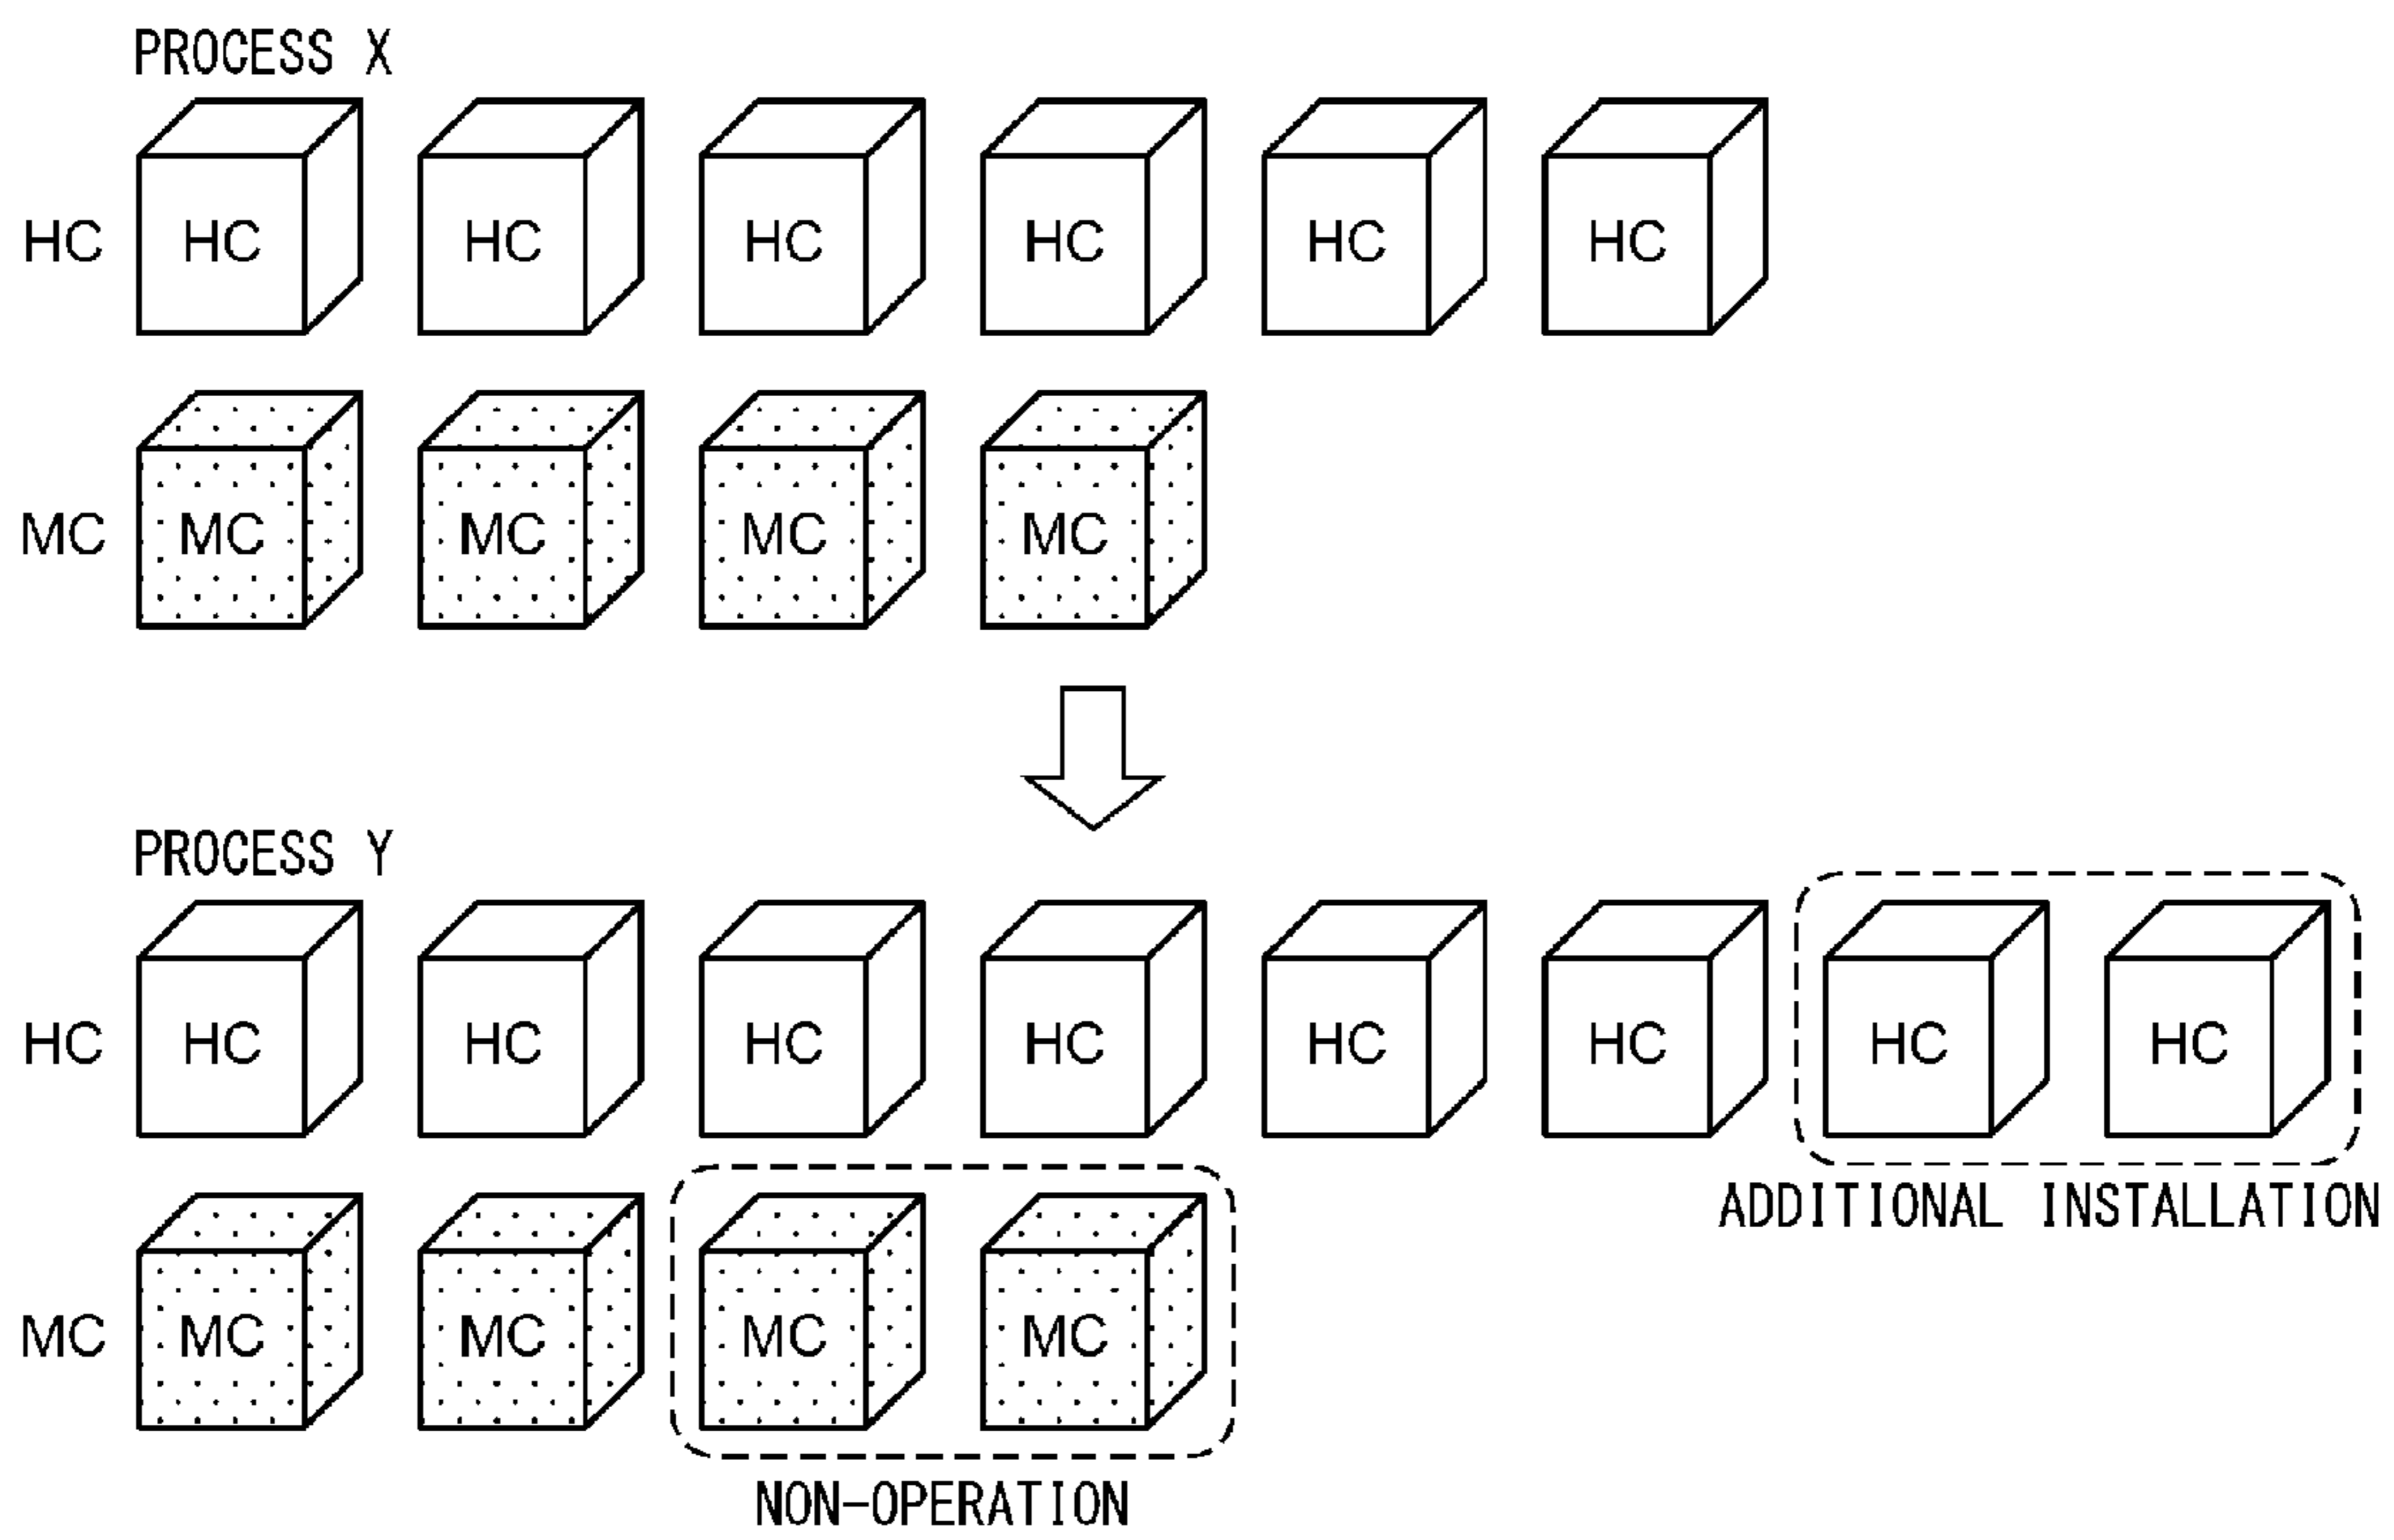 PROCESS X
HC HC HC HC HC HC HC
MC MC MC MC MC
PROCESS Y
HC HC HC HC HC HC HC HC HC
ADDITIONAL INSTALLATION
MC MC MC MC MC
NON-OPERATION